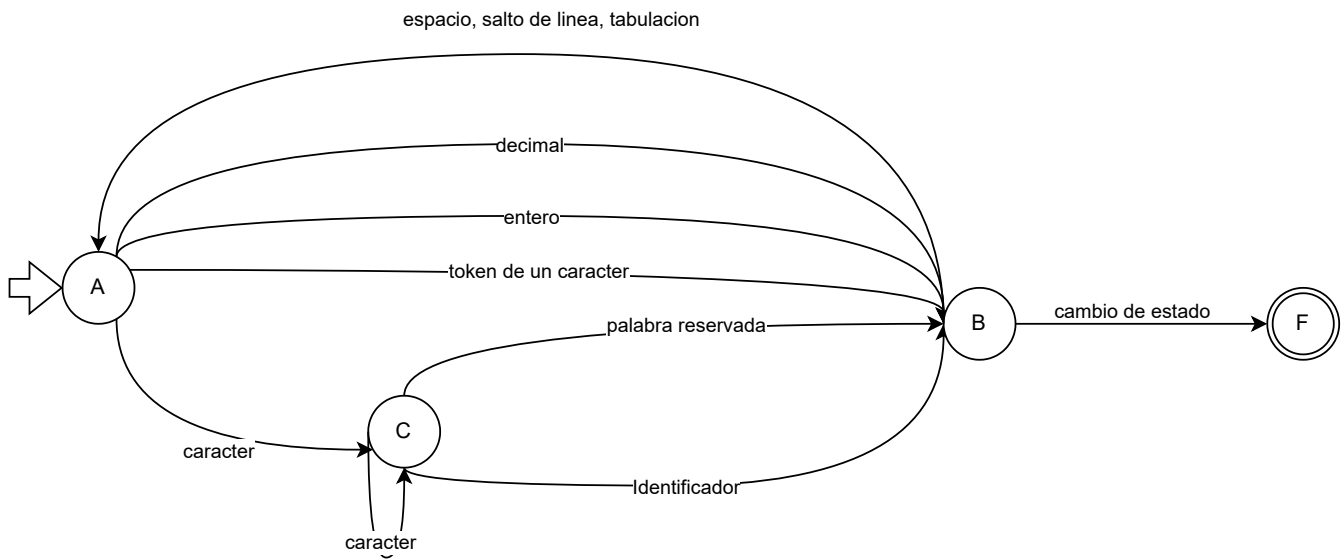 espacio, salto de linea, tabulacion
decimal
entero
token de un caracter
A
palabra reservada
B
cambio de estado
F
C
caracter
Identificador
caracter